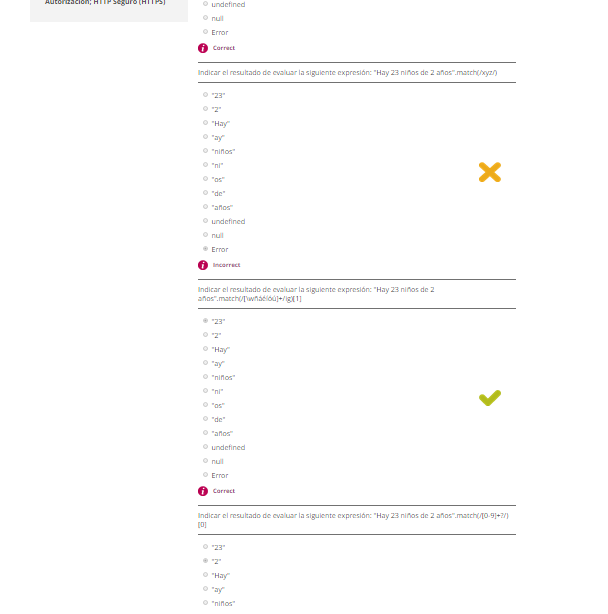 Autorización; HTTP Seguro (HTTPS)
undefined
null
Error
Correct
Indicar el resultado de evaluar la siguiente expresión: "Hay 23 niños de 2 años".match(/xyz/)
"23"
"2"
"Hay"
"ay"
"niños"
"ni"
"os"
"de"
"años"
undefined
null
Error
Incorrect
Indicar el resultado de evaluar la siguiente expresión: "Hay 23 niños de 2
años".match(/[\wñáéíóú]+/ig)[1]
"23"
"2"
"Hay"
"ay"
"niños"
"ni"
"os"
"de"
"años"
undefined
null
Error
Correct
Indicar el resultado de evaluar la siguiente expresión: "Hay 23 niños de 2 años".match(/[0-9]+?/)
[0]
"23"
"2"
"Hay"
"ay"
"niños"